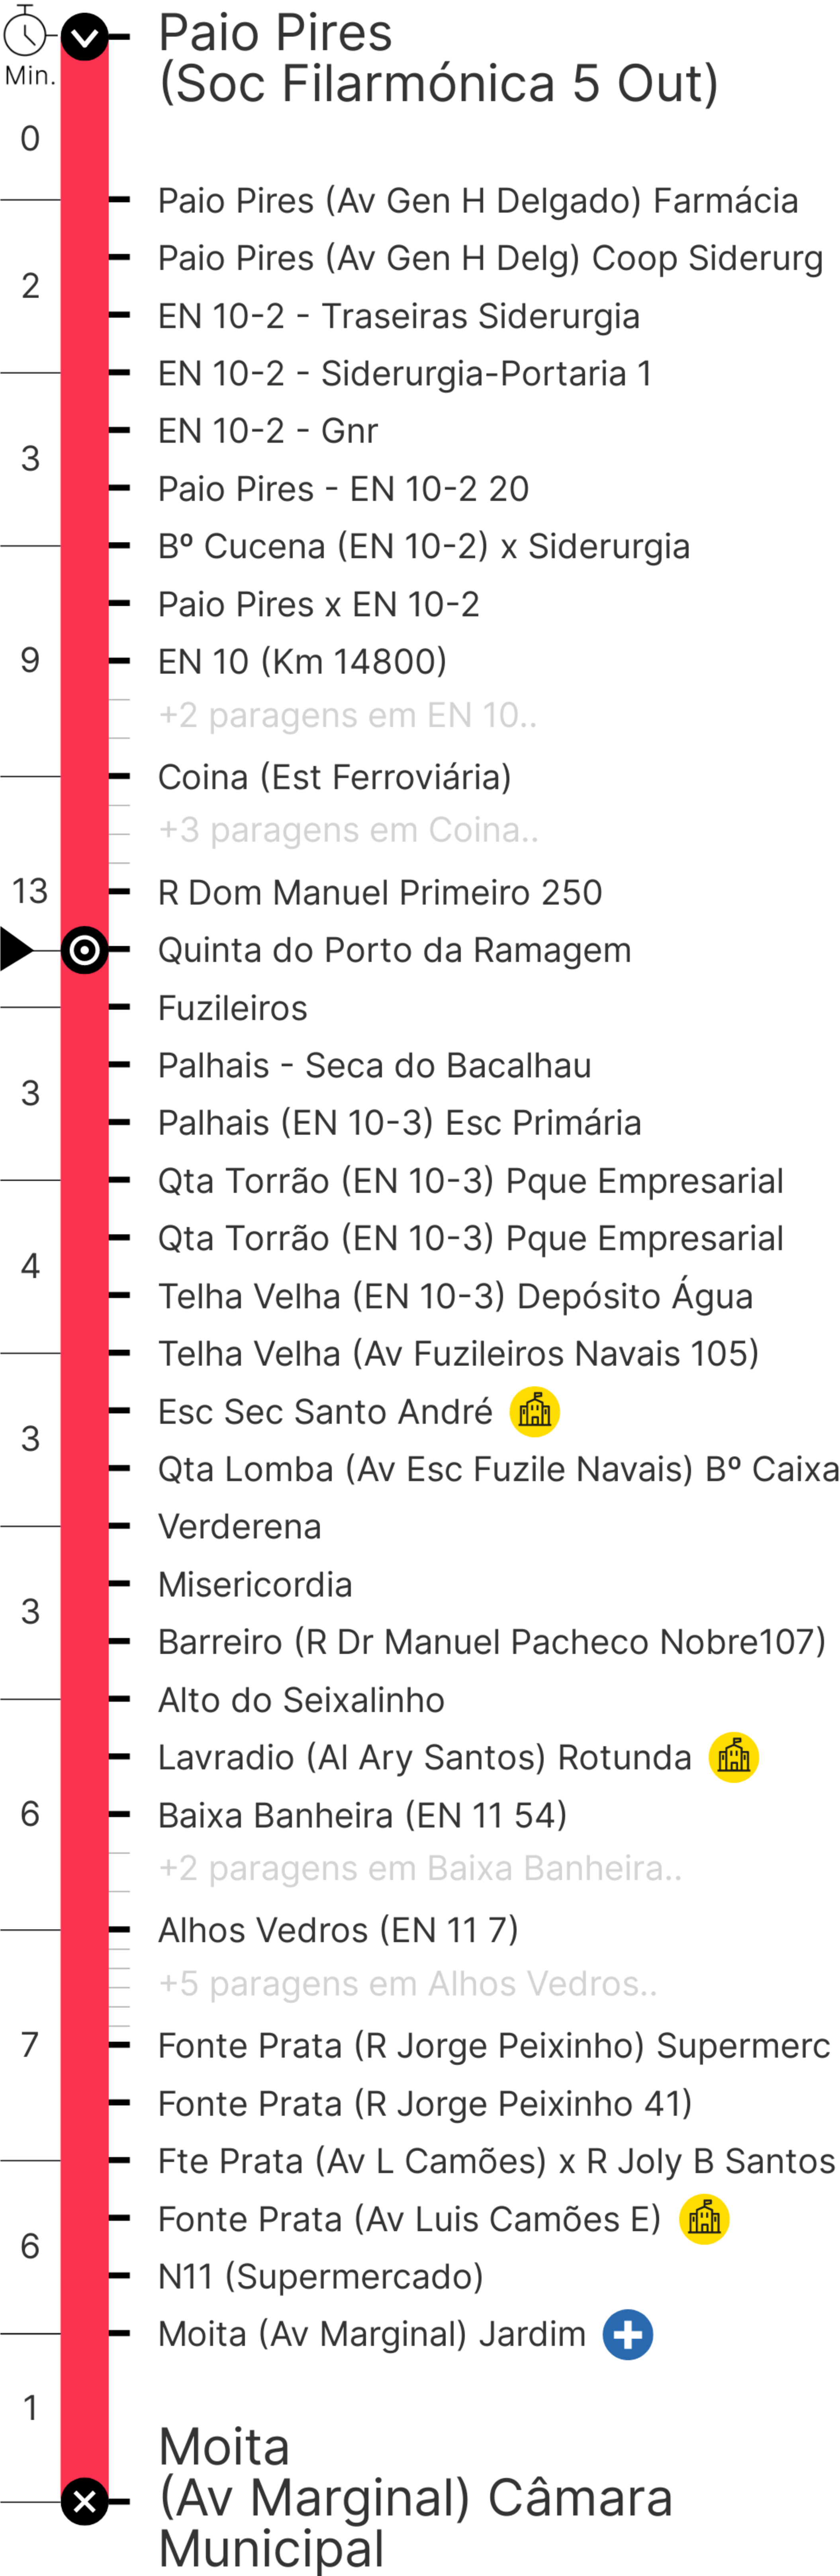 Min.
Paio Pires
(Soc Filarmónica 5 Out)
0
Paio Pires (Av Gen H Delgado) Farmácia
Paio Pires (Av Gen H Delg) Coop Siderurg
2
EN 10-2 - Traseiras Siderurgia
EN 10-2 - Siderurgia-Portaria 1
EN 10-2 - Gnr
3
Paio Pires - EN 10-2 20
Bº Cucena (EN 10-2) x Siderurgia
Paio Pires x EN 10-2
9
EN 10 (Km 14800)
+2 paragens em EN 10..
Coina (Est Ferroviária)
+3 paragens em Coina..
13
R Dom Manuel Primeiro 250
Quinta do Porto da Ramagem
Fuzileiros
Palhais - Seca do Bacalhau
3
Palhais (EN 10-3) Esc Primária
Qta Torrão (EN 10-3) Pque Empresarial
Qta Torrão (EN 10-3) Pque Empresarial
4
Telha Velha (EN 10-3) Depósito Água
Telha Velha (Av Fuzileiros Navais 105)
Esc Sec Santo André
3
Qta Lomba (Av Esc Fuzile Navais) Bº Caixa
Verderena
Misericordia
3
Barreiro (R Dr Manuel Pacheco Nobre107)
Alto do Seixalinho
Lavradio (Al Ary Santos) Rotunda
6
Baixa Banheira (EN 11 54)
+2 paragens em Baixa Banheira..
Alhos Vedros (EN 11 7)
+5 paragens em Alhos Vedros..
7
Fonte Prata (R Jorge Peixinho) Supermerc
Fonte Prata (R Jorge Peixinho 41)
Fte Prata (Av L Camões) x R Joly B Santos
Fonte Prata (Av Luis Camões E)
6
N11 (Supermercado)
Moita (Av Marginal) Jardim
1
Moita
(Av Marginal) Câmara
Municipal